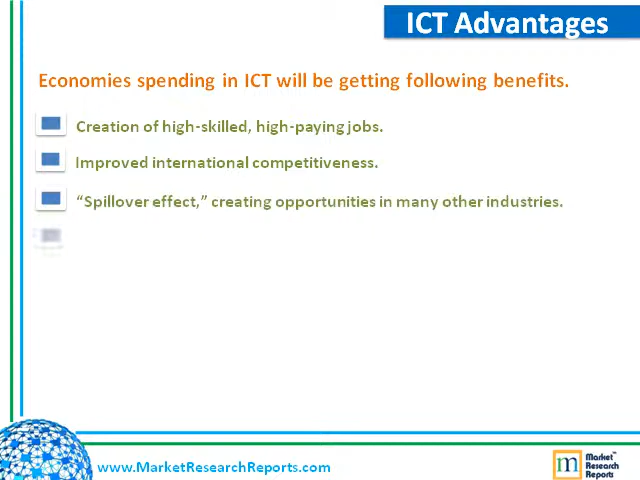 ICT Advantages
Economies spending in ICT will be getting following benefits.
Creation of high-skilled, high-paying jobs.
Improved international competitiveness.
“Spillover effect,” creating opportunities in many other industries.
www.MarketResearchReports.com
m
Market™
Research
Reports